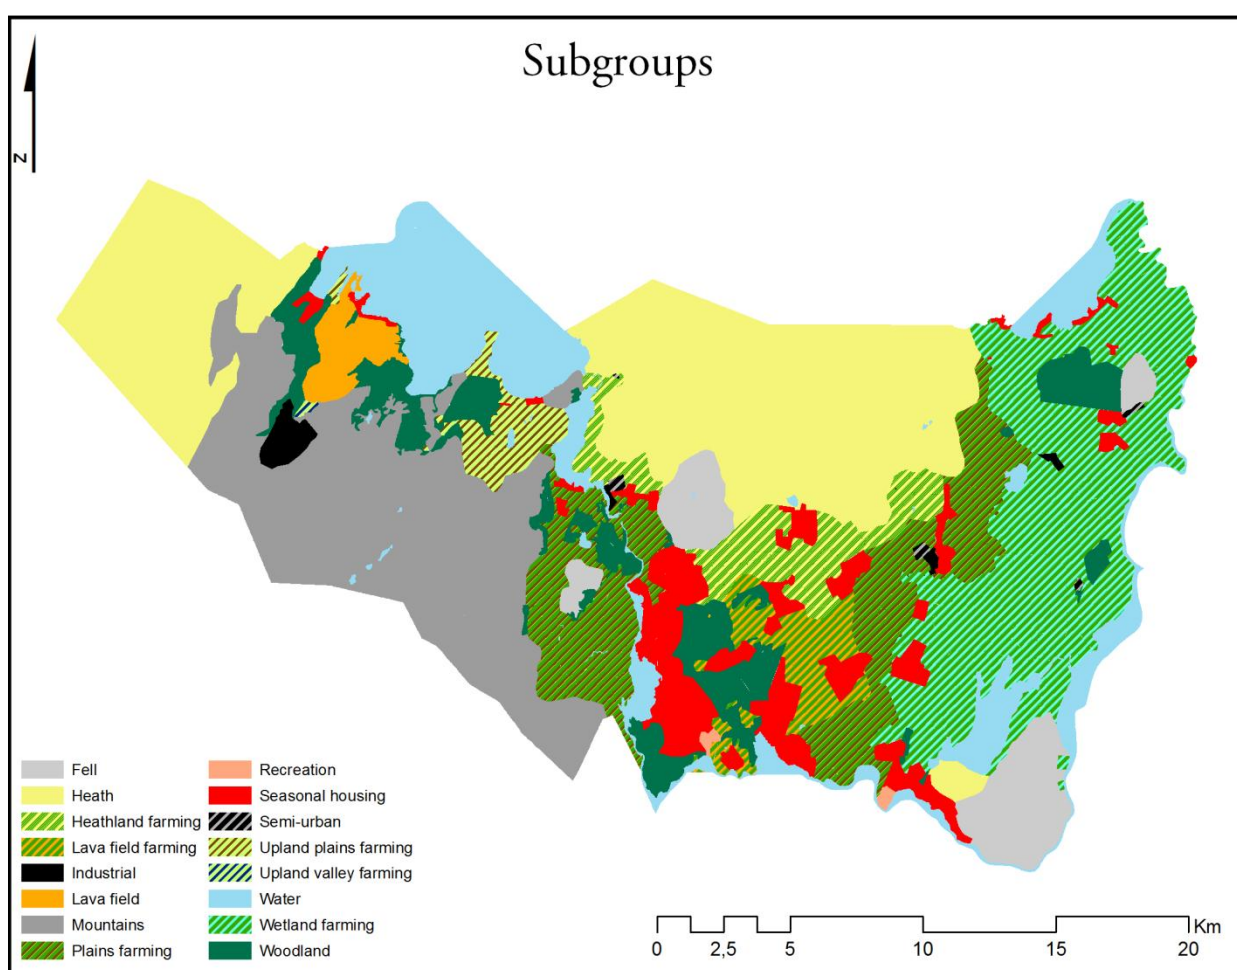 Subgroups
N
Fell
Heath
Heathland farming
Lava field farming
Industrial
Lava field
Mountains
Plains farming
Recreation
Seasonal housing
Semi-urban
Upland plains farming
Upland valley farming
Water
Wetland farming
Woodland
Km
0 2,5 5 10 15 20